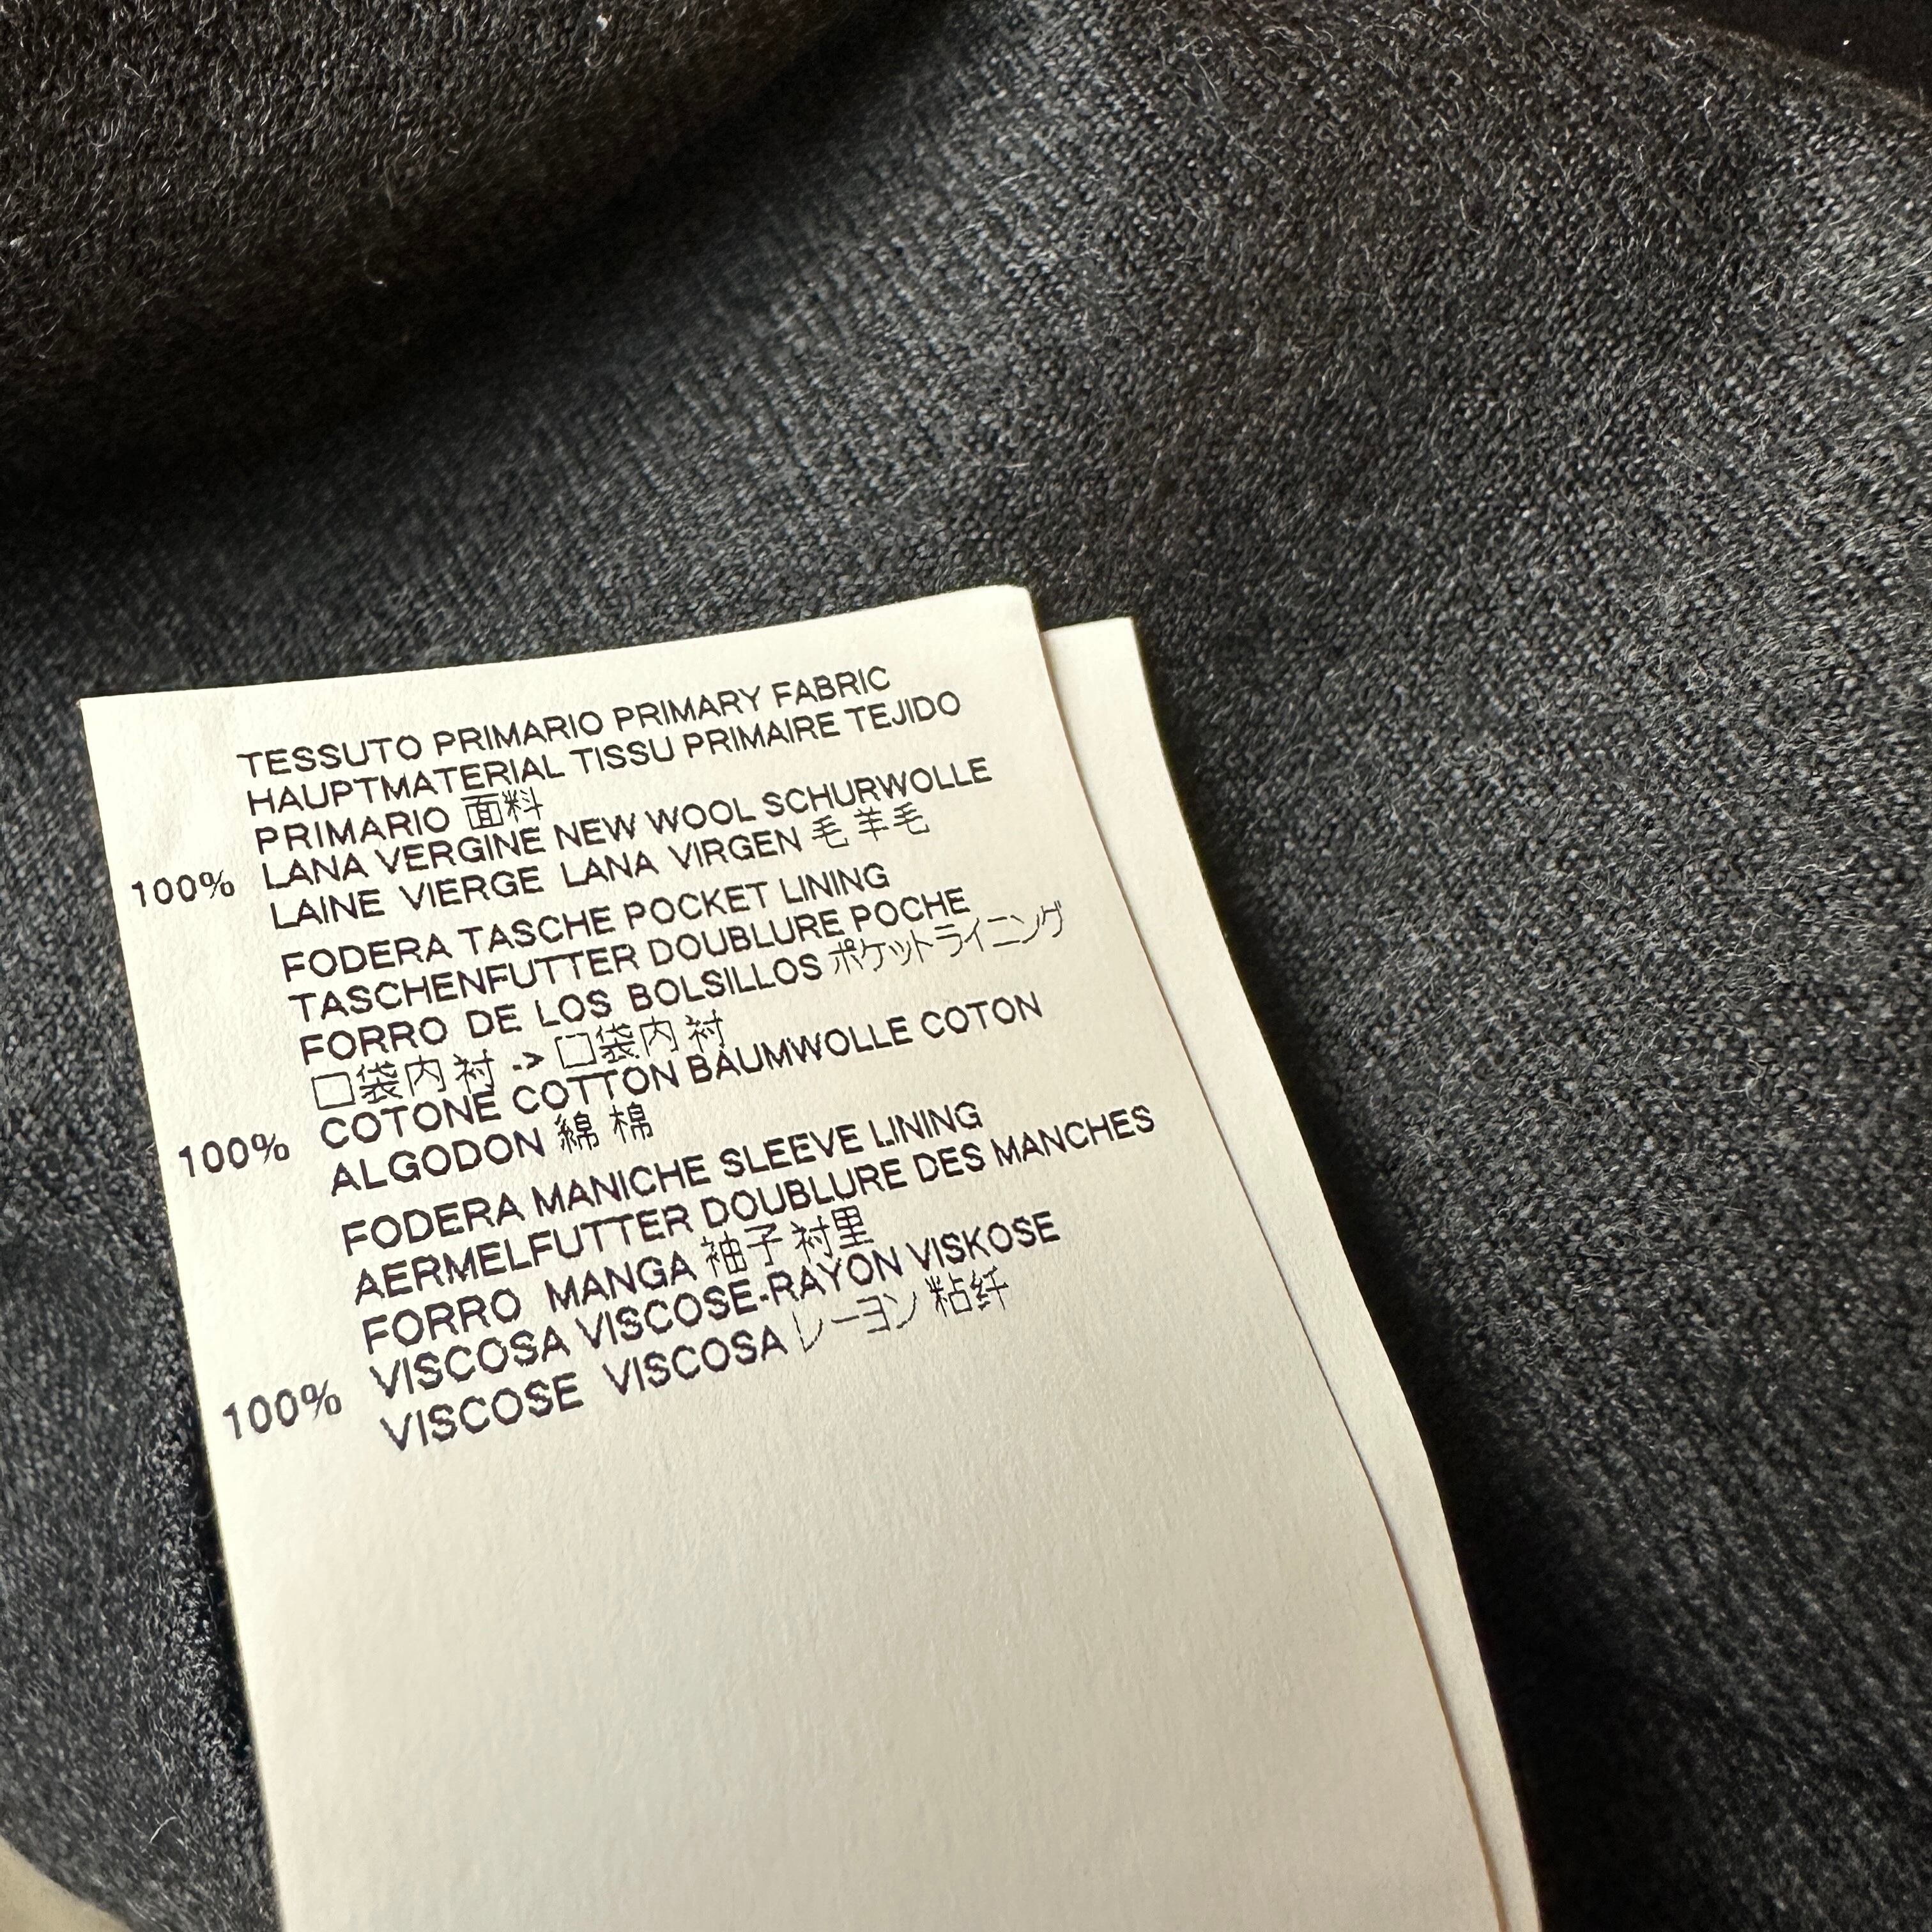 TESSUTO PRIMARIO PRIMARY FABRIC
HAUPTMATERIAL TISSU PRIMAIRE TEJIDO
PRIMARIO 面料
100% LANA VERGINE NEW WOOL SCHURWOLLE
LAINE VIERGE LANA VIRGEN 毛 羊毛
FODERA TASCHE POCKET LINING
TASCHENFUTTER DOUBLURE POCHE
FORRO DE LOS BOLSILLOS ポケットライニング
口袋内衬 -> 口袋内衬
100% COTONE COTTON BAUMWOLLE COTON
ALGODON 綿 棉
FODERA MANICHE SLEEVE LINING
AERMELFUTTER DOUBLURE DES MANCHES
FORRO MANGA 袖子衬里
100% VISCOSA VISCOSE-RAYON VISKOSE
VISCOSE VISCOSA レーヨン 粘纤